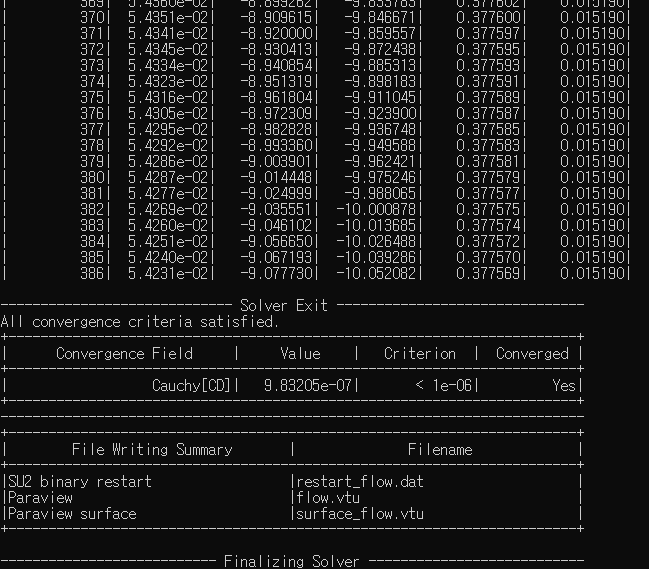 |         369|  5.4360e-02|   -8.899262|   -9.833783|    0.377602|    0.015190|
|         370|  5.4351e-02|   -8.909615|   -9.846671|    0.377600|    0.015190|
|         371|  5.4341e-02|   -8.920000|   -9.859557|    0.377597|    0.015190|
|         372|  5.4345e-02|   -8.930413|   -9.872438|    0.377595|    0.015190|
|         373|  5.4334e-02|   -8.940854|   -9.885313|    0.377593|    0.015190|
|         374|  5.4323e-02|   -8.951319|   -9.898183|    0.377591|    0.015190|
|         375|  5.4316e-02|   -8.961804|   -9.911045|    0.377589|    0.015190|
|         376|  5.4305e-02|   -8.972309|   -9.923900|    0.377587|    0.015190|
|         377|  5.4295e-02|   -8.982828|   -9.936748|    0.377585|    0.015190|
|         378|  5.4292e-02|   -8.993360|   -9.949588|    0.377583|    0.015190|
|         379|  5.4286e-02|   -9.003901|   -9.962421|    0.377581|    0.015190|
|         380|  5.4287e-02|   -9.014448|   -9.975246|    0.377579|    0.015190|
|         381|  5.4277e-02|   -9.024999|   -9.988065|    0.377577|    0.015190|
|         382|  5.4269e-02|   -9.035551|  -10.000878|    0.377575|    0.015190|
|         383|  5.4260e-02|   -9.046102|  -10.013685|    0.377574|    0.015190|
|         384|  5.4251e-02|   -9.056650|  -10.026488|    0.377572|    0.015190|
|         385|  5.4240e-02|   -9.067193|  -10.039286|    0.377570|    0.015190|
|         386|  5.4231e-02|   -9.077730|  -10.052082|    0.377569|    0.015190|
----------------------------- Solver Exit -------------------------------
All convergence criteria satisfied.
+-----------------------------------------------------------------------+
|      Convergence Field     |     Value    |   Criterion  |  Converged |
+-----------------------------------------------------------------------+
|                  Cauchy[CD]|   9.83205e-07|       < 1e-06|         Yes|
+-----------------------------------------------------------------------+
-------------------------------------------------------------------------
+-----------------------------------------------------------------------+
|        File Writing Summary       |              Filename             |
+-----------------------------------------------------------------------+
|SU2 binary restart                 |restart_flow.dat                   |
|Paraview                           |flow.vtu                           |
|Paraview surface                   |surface_flow.vtu                   |
+-----------------------------------------------------------------------+
--------------------------- Finalizing Solver ---------------------------